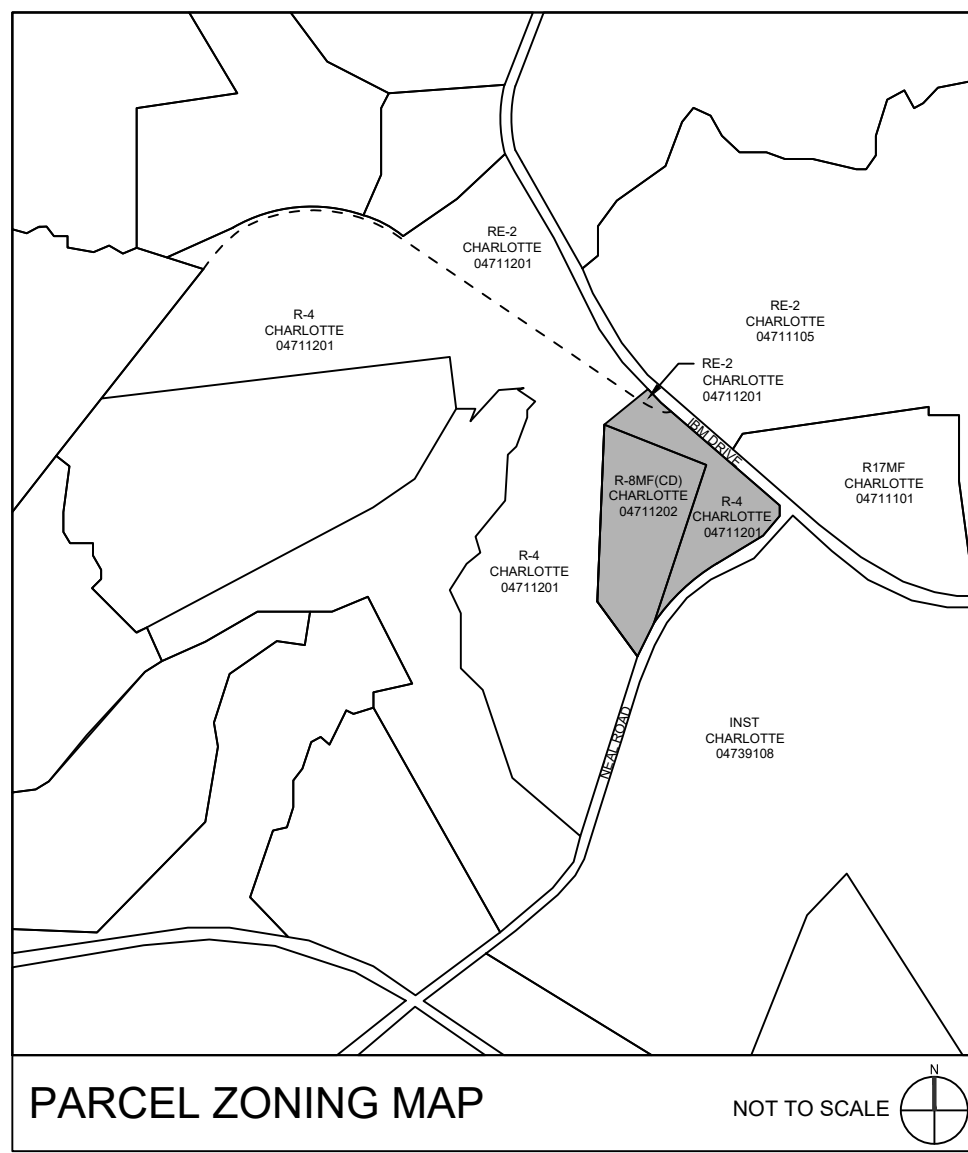 RE-2
CHARLOTTE
04711201
R-4
CHARLOTTE
04711201
RE-2
CHARLOTTE
04711105
RE-2
CHARLOTTE
04711201
IBM DRIVE
R17MF
CHARLOTTE
04711101
R-8MF(CD)
CHARLOTTE
04711202
R-4
CHARLOTTE
04711201
R-4
CHARLOTTE
04711201
NEAL ROAD
INST
CHARLOTTE
04739108
PARCEL ZONING MAP
NOT TO SCALE
N